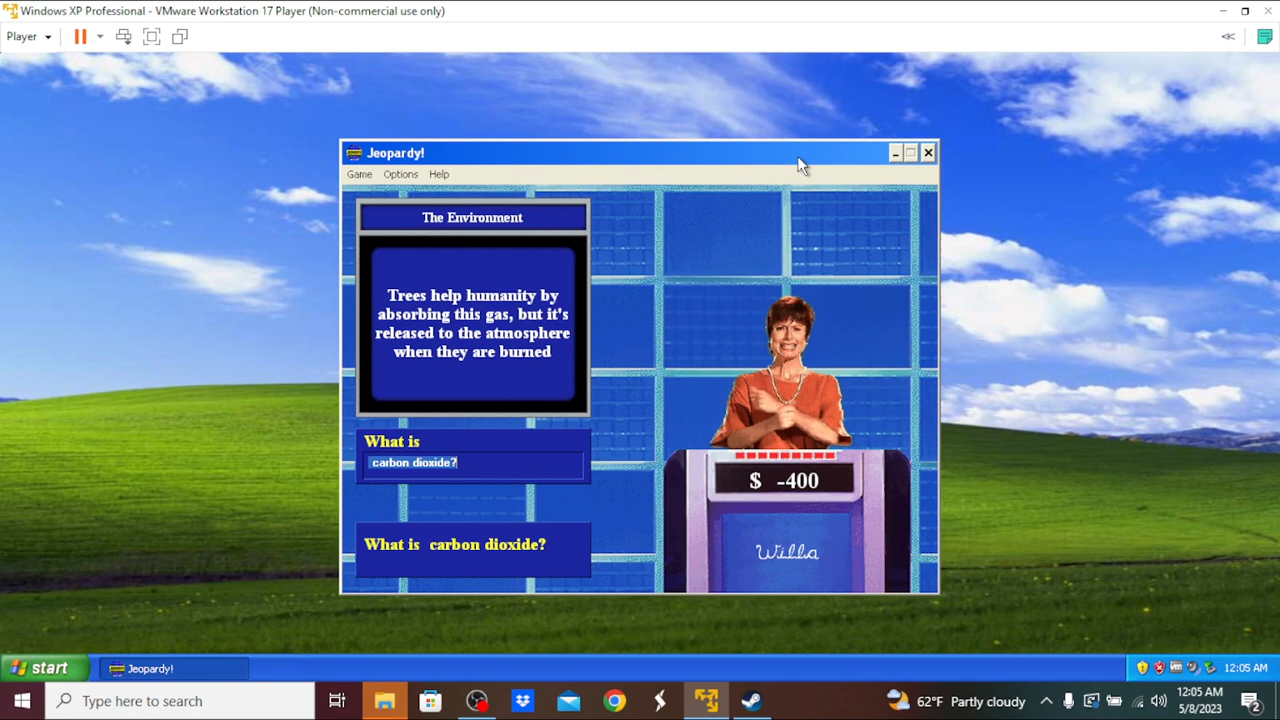 Windows XP Professional - VMware Workstation 17 Player (Non-commercial use only)
Player
Jeopardy!
Game Options Help
The Environment
Trees help humanity by
absorbing this gas, but it's
released to the atmosphere
when they are burned
What is
carbon dioxide?
What is carbon dioxide?
$ -400
Willa
start
Jeopardy!
12:05 AM
Type here to search
62°F Partly cloudy
12:05 AM
5/8/2023
2